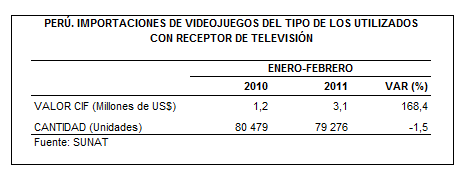 PERÚ. IMPORTACIONES DE VIDEOJUEGOS DEL TIPO DE LOS UTILIZADOS
CON RECEPTOR DE TELEVISIÓN
ENERO-FEBRERO
2010 2011 VAR (%)
VALOR CIF (Millones de US$) 1,2 3,1 168,4
CANTIDAD (Unidades) 80 479 79 276 -1,5
Fuente: SUNAT